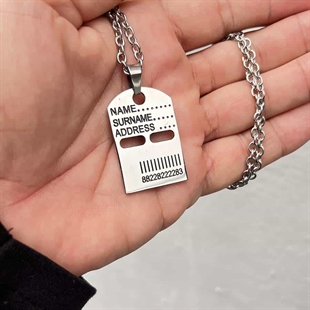 NAME........
SURNAME.....
ADDRESS ....
88228222283